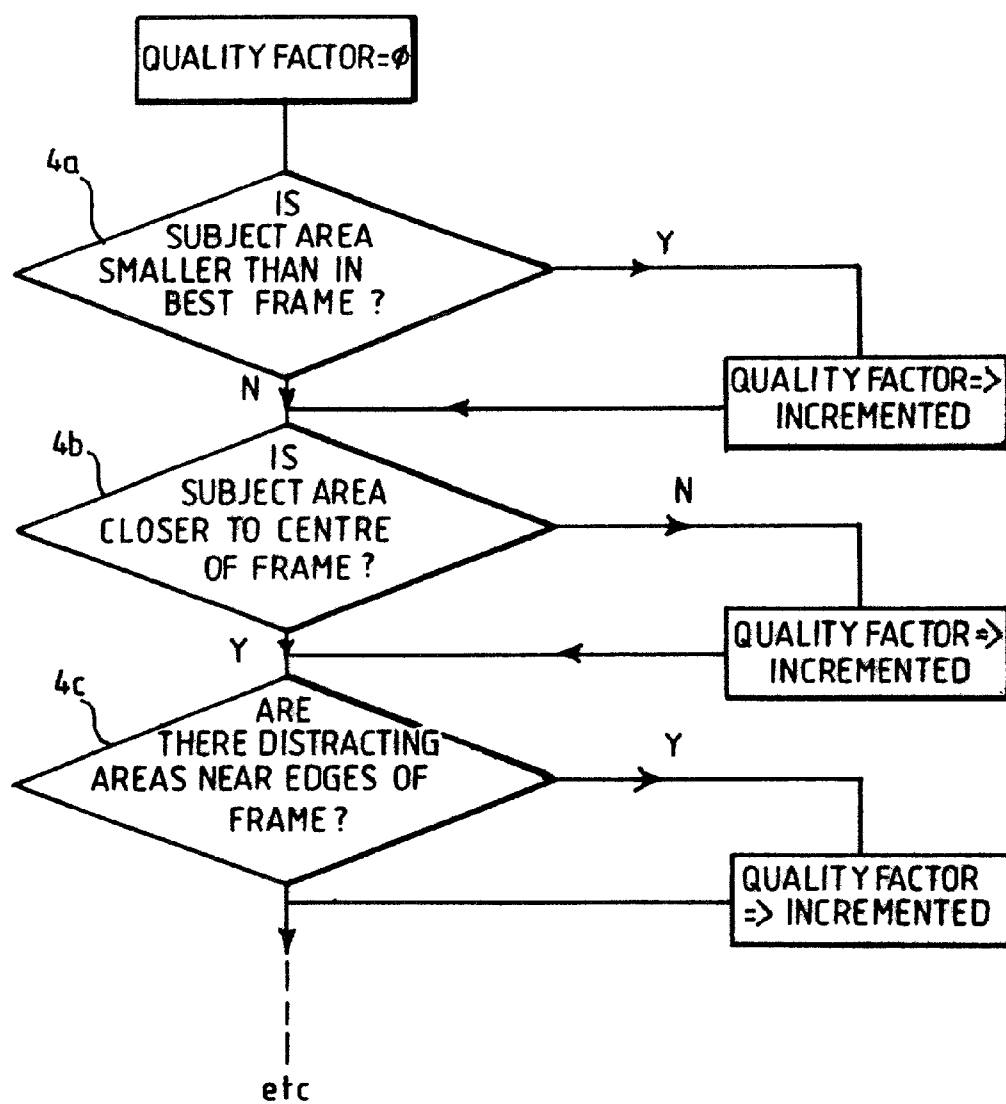 QUALITY FACTOR=ø
4a
IS
SUBJECT AREA
SMALLER THAN IN
BEST FRAME ?
Y
N
QUALITY FACTOR=>
INCREMENTED
4b
IS
SUBJECT AREA
CLOSER TO CENTRE
OF FRAME ?
N
Y
QUALITY FACTOR=>
INCREMENTED
4c
ARE
THERE DISTRACTING
AREAS NEAR EDGES OF
FRAME ?
Y
QUALITY FACTOR
=> INCREMENTED
etc